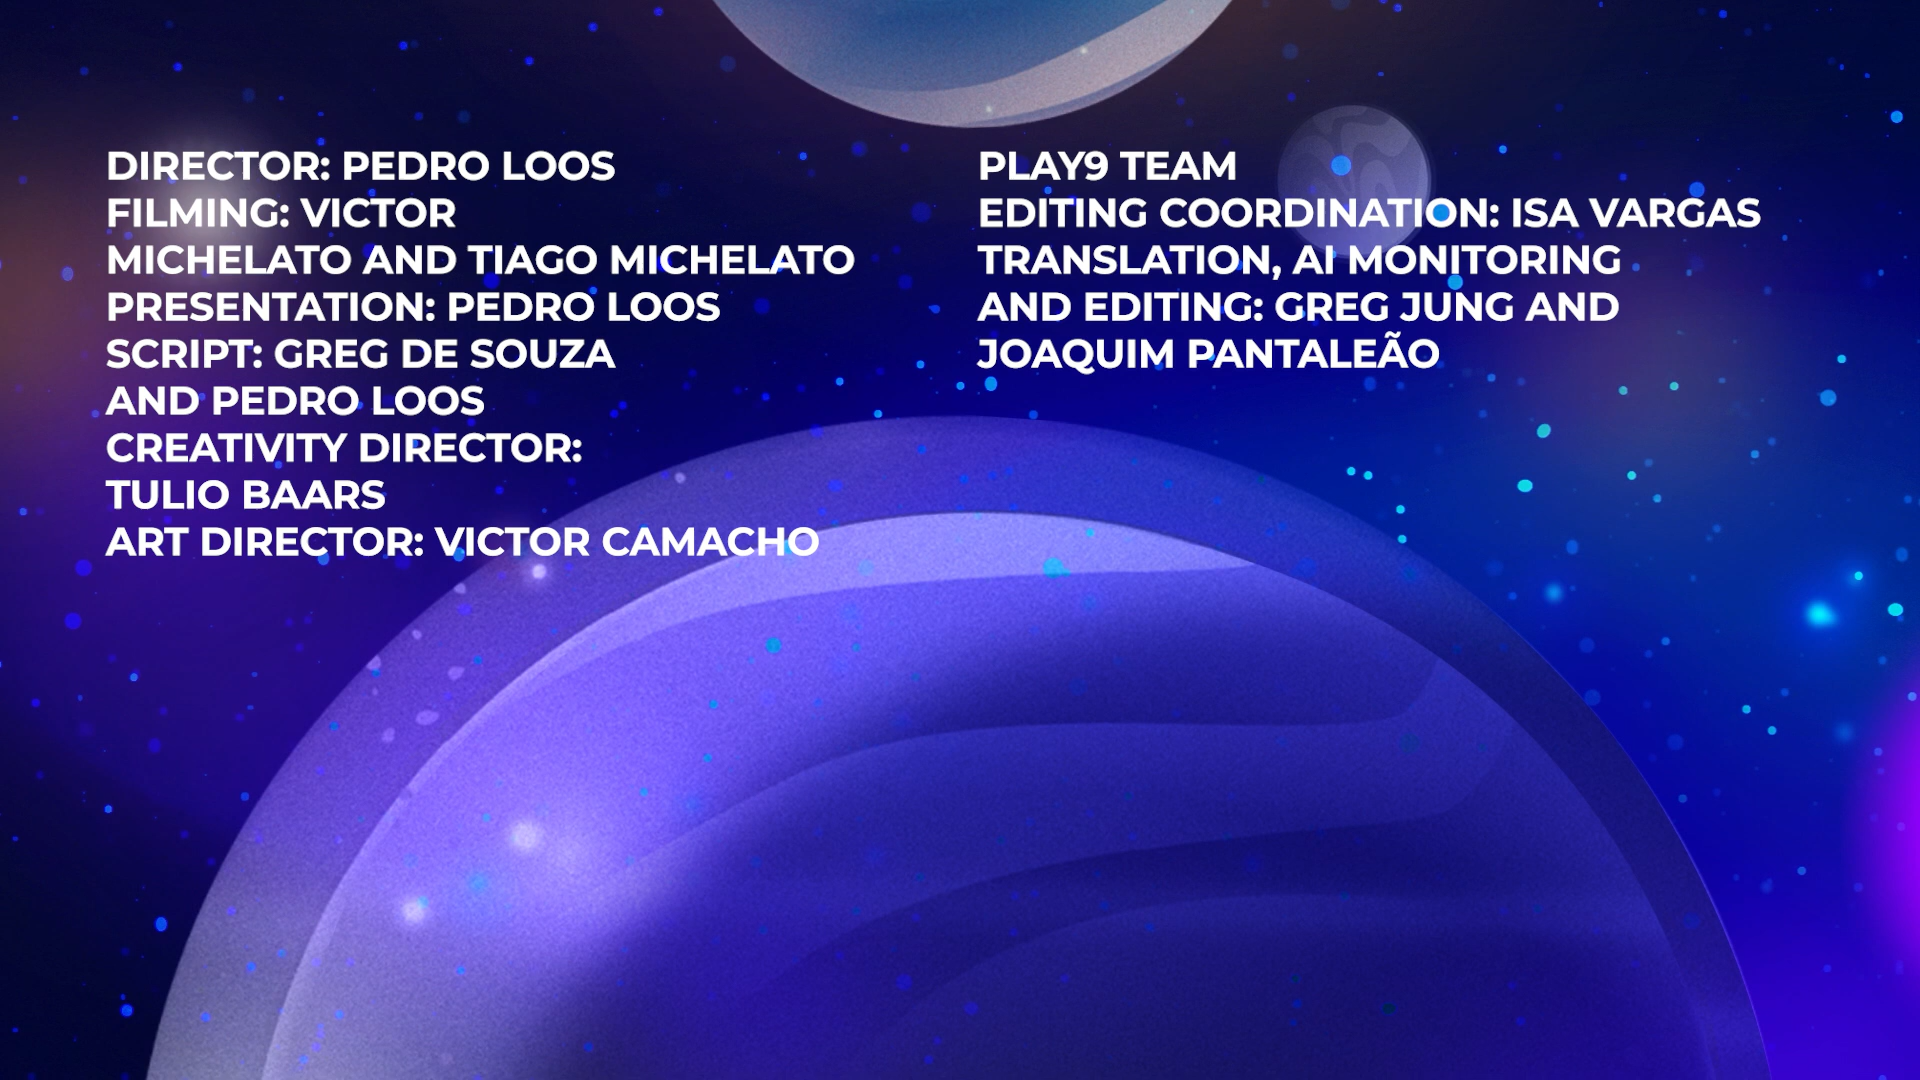 DIRECTOR: PEDRO LOOS
FILMING: VICTOR
MICHELATO AND TIAGO MICHELATO
PRESENTATION: PEDRO LOOS
SCRIPT: GREG DE SOUZA
AND PEDRO LOOS
CREATIVITY DIRECTOR:
TULIO BAARS
ART DIRECTOR: VICTOR CAMACHO
PLAY9 TEAM
EDITING COORDINATION: ISA VARGAS
TRANSLATION, AI MONITORING
AND EDITING: GREG JUNG AND
JOAQUIM PANTALEÃO